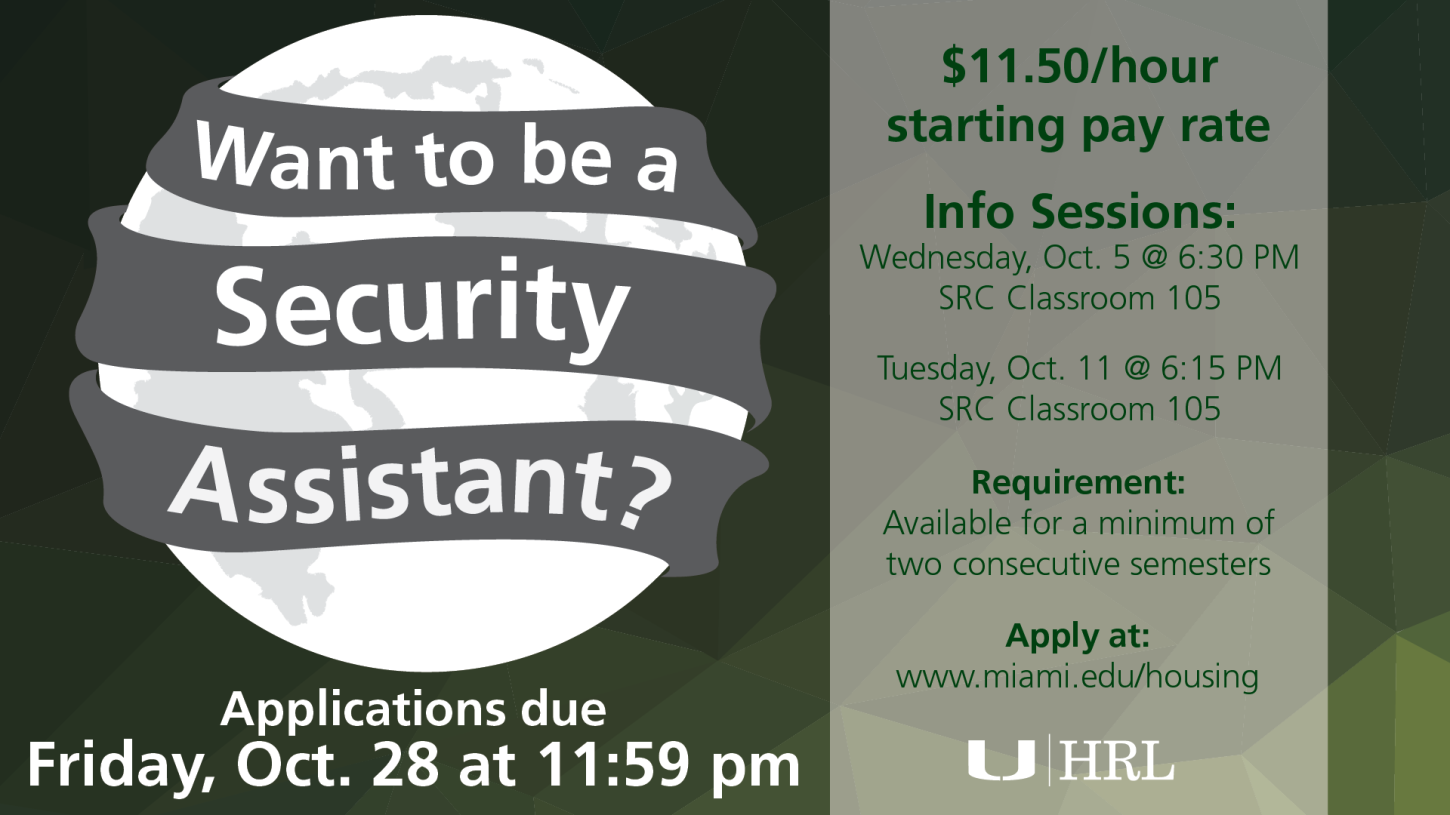 Want to be a
Security
Assistant?
Applications due
Friday, Oct. 28 at 11:59 pm
$11.50/hour
starting pay rate
Info Sessions:
Wednesday, Oct. 5 @ 6:30 PM
SRC Classroom 105
Tuesday, Oct. 11 @ 6:15 PM
SRC Classroom 105
Requirement:
Available for a minimum of
two consecutive semesters
Apply at:
www.miami.edu/housing
U HRL